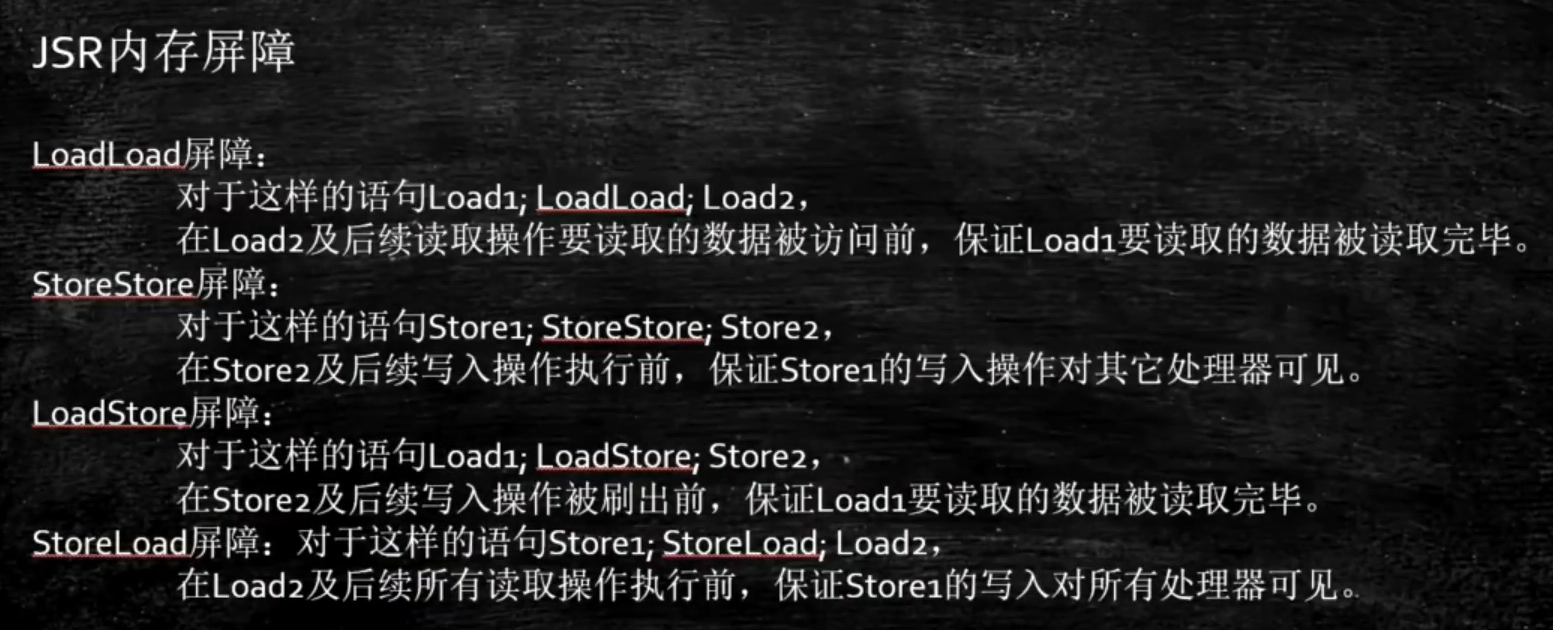 JSR内存屏障
LoadLoad屏障：
对于这样的语句Load1; LoadLoad; Load2，
在Load2及后续读取操作要读取的数据被访问前，保证Load1要读取的数据被读取完毕。
StoreStore屏障：
对于这样的语句Store1; StoreStore; Store2，
在Store2及后续写入操作执行前，保证Store1的写入操作对其它处理器可见。
LoadStore屏障：
对于这样的语句Load1; LoadStore; Store2，
在Store2及后续写入操作被刷出前，保证Load1要读取的数据被读取完毕。
StoreLoad屏障：对于这样的语句Store1; StoreLoad; Load2，
在Load2及后续所有读取操作执行前，保证Store1的写入对所有处理器可见。